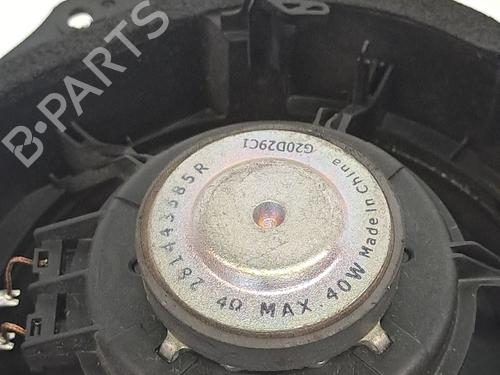 B-PARTS
281443585R 4Ω MAX 40W Made in China
G20D29C1